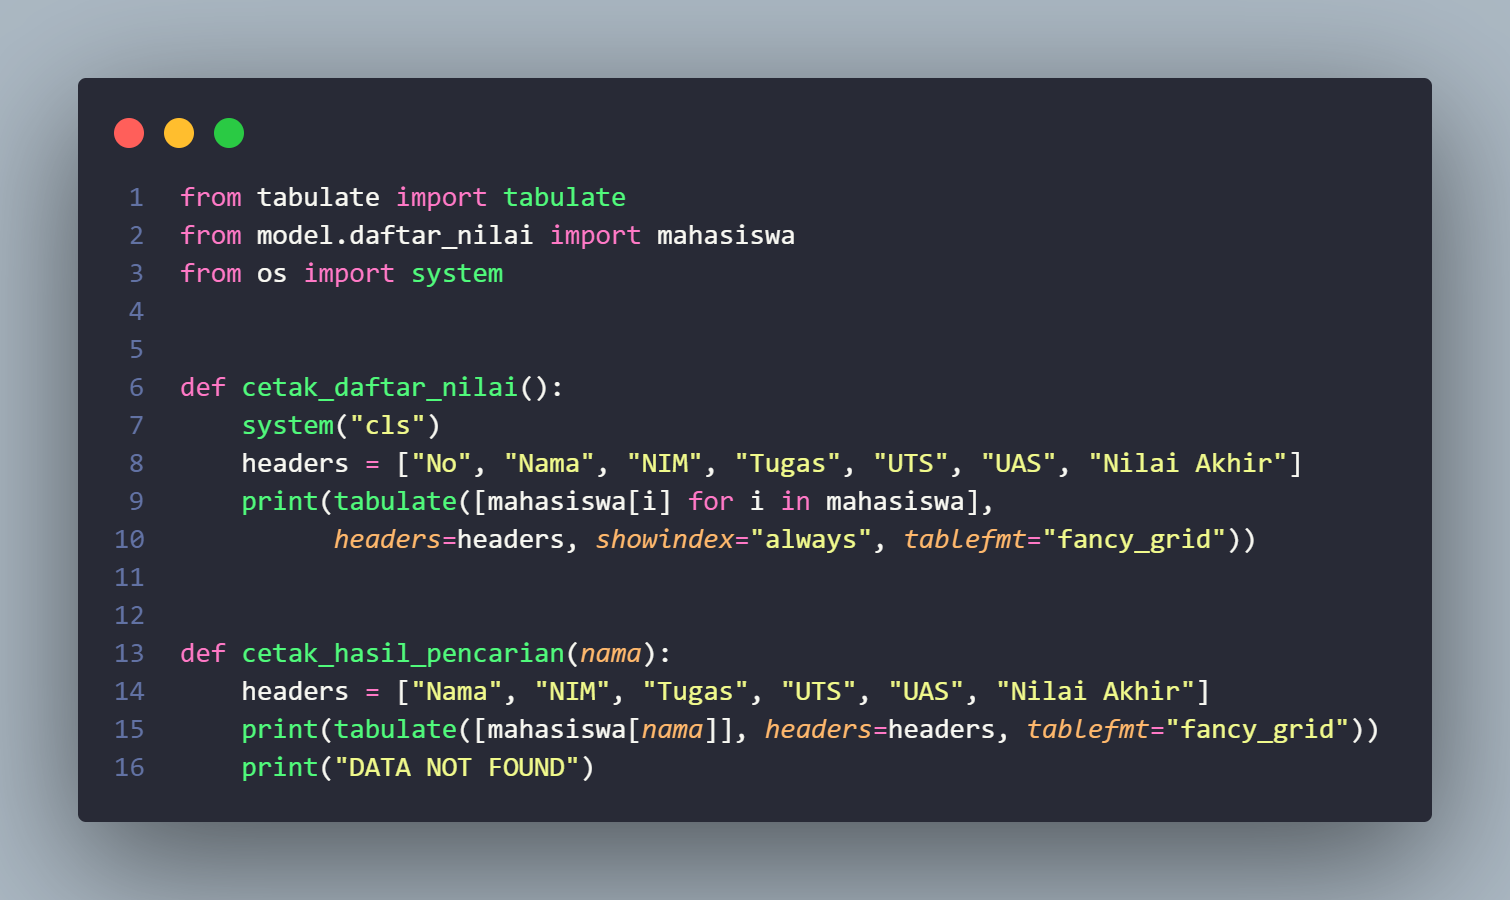 1 from tabulate import tabulate
2 from model.daftar_nilai import mahasiswa
3 from os import system
4
5
6 def cetak_daftar_nilai():
7     system("cls")
8     headers = ["No", "Nama", "NIM", "Tugas", "UTS", "UAS", "Nilai Akhir"]
9     print(tabulate([mahasiswa[i] for i in mahasiswa],
10           headers=headers, showindex="always", tablefmt="fancy_grid"))
11
12
13 def cetak_hasil_pencarian(nama):
14     headers = ["Nama", "NIM", "Tugas", "UTS", "UAS", "Nilai Akhir"]
15     print(tabulate([mahasiswa[nama]], headers=headers, tablefmt="fancy_grid"))
16     print("DATA NOT FOUND")